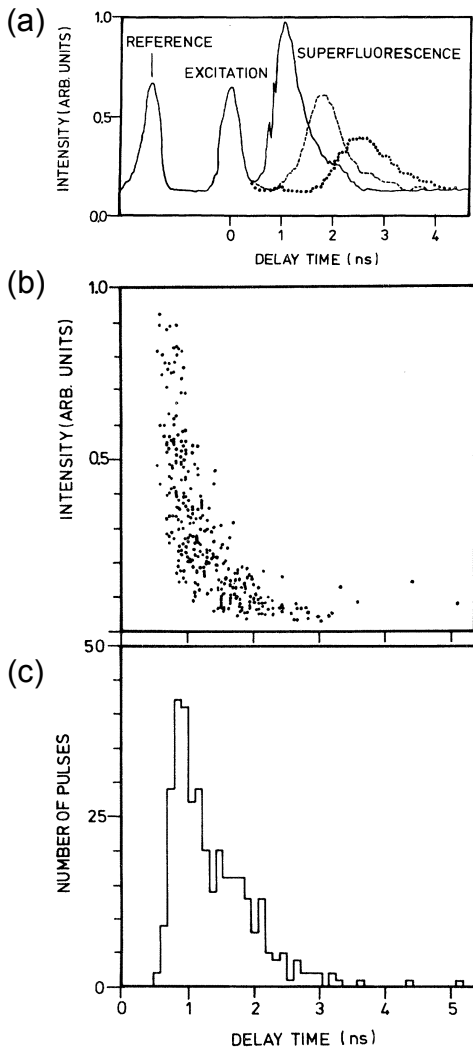 (a)
REFERENCE
EXCITATION
SUPERFLUORESCENCE
INTENSITY (ARB. UNITS)
1.0
0.5
0.0
0 1 2 3 4
DELAY TIME (ns)
(b)
INTENSITY (ARB. UNITS)
1.0
0.5
(c)
NUMBER OF PULSES
50
25
0
0 1 2 3 4 5
DELAY TIME (ns)